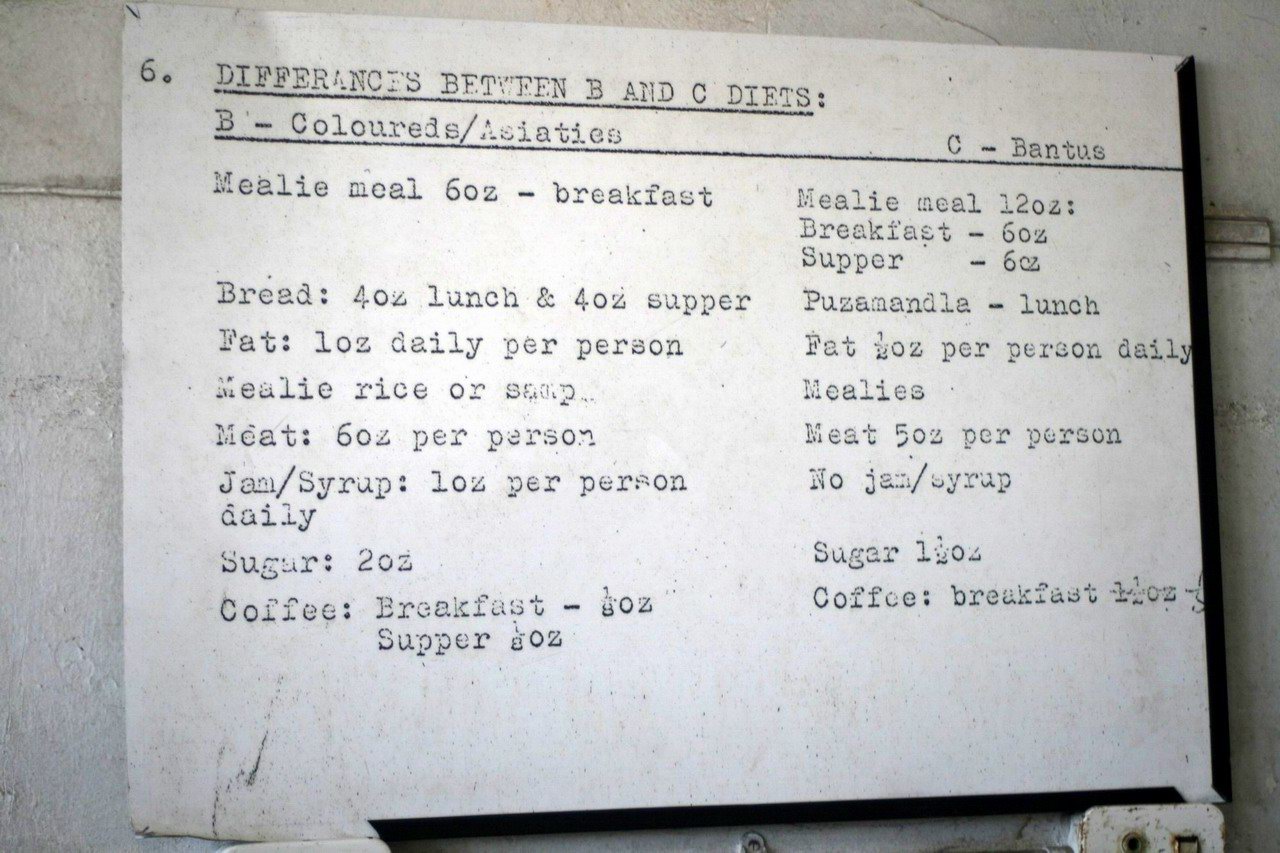 6. DIFFERANCES BETWEEN B AND C DIETS:
B - Coloureds/Asiaties
C - Bantus
Mealie meal 6oz - breakfast
Mealie meal 12oz:
Breakfast - 6oz
Supper - 6oz
Bread: 4oz lunch & 4oz supper
Puzamandla - lunch
Fat: 1oz daily per person
Fat ½oz per person daily
Mealie rice or samp
Mealies
Meat: 6oz per person
Meat 5oz per person
Jam/Syrup: 1oz per person
daily
No jam/syrup
Sugar: 2oz
Sugar 1½oz
Coffee: Breakfast - ⅛oz
Supper ⅛oz
Coffee: breakfast